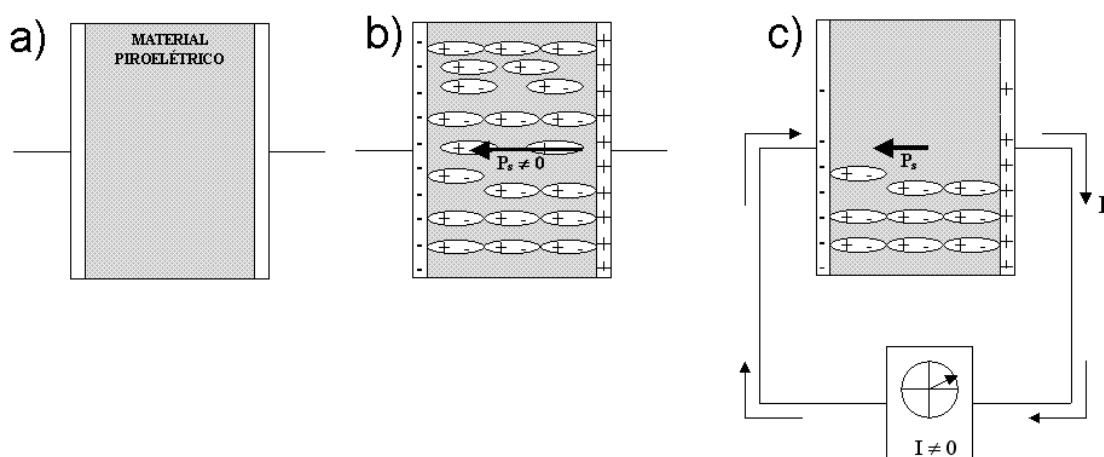 a)
MATERIAL
PIROELÉTRICO
b)
Pₛ ≠ 0
c)
Pₛ
I
I ≠ 0